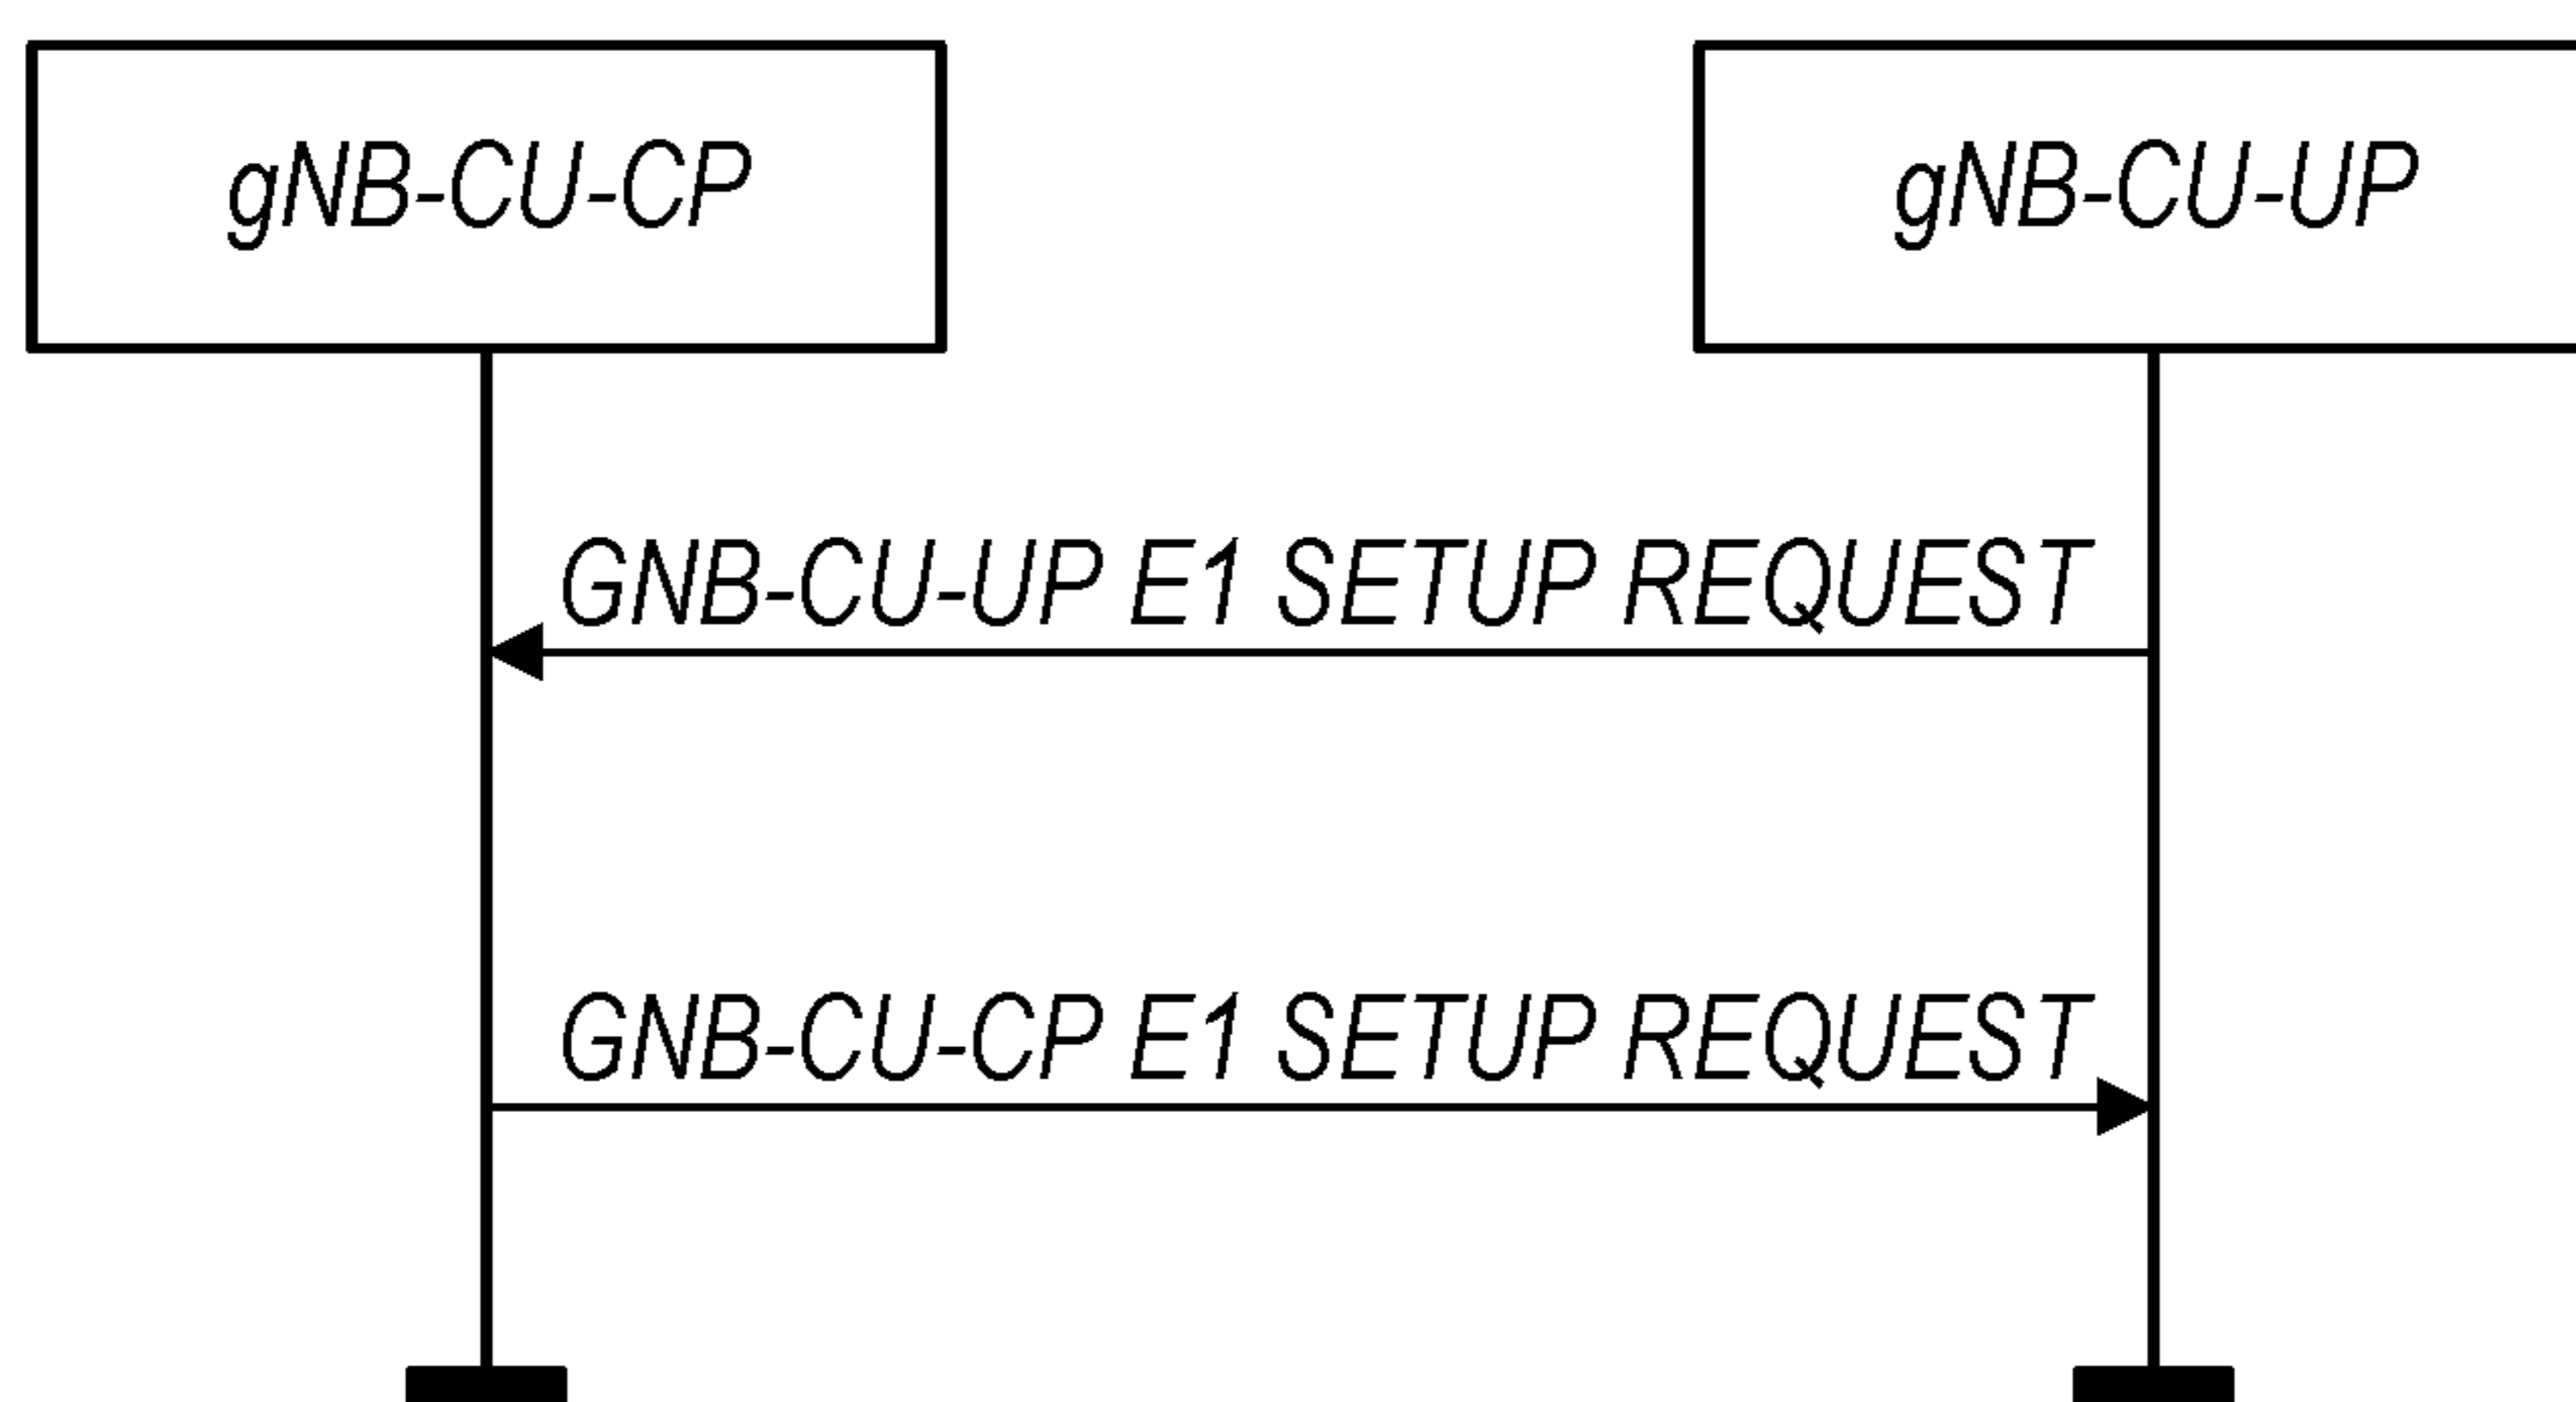 gNB-CU-CP
gNB-CU-UP
GNB-CU-UP E1 SETUP REQUEST
GNB-CU-CP E1 SETUP REQUEST